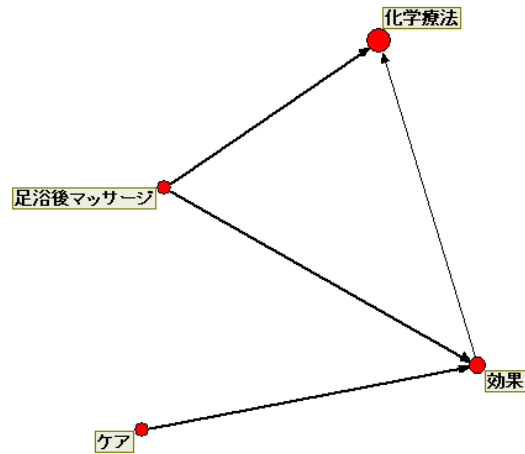 化学療法
足浴後マッサージ
効果
ケア